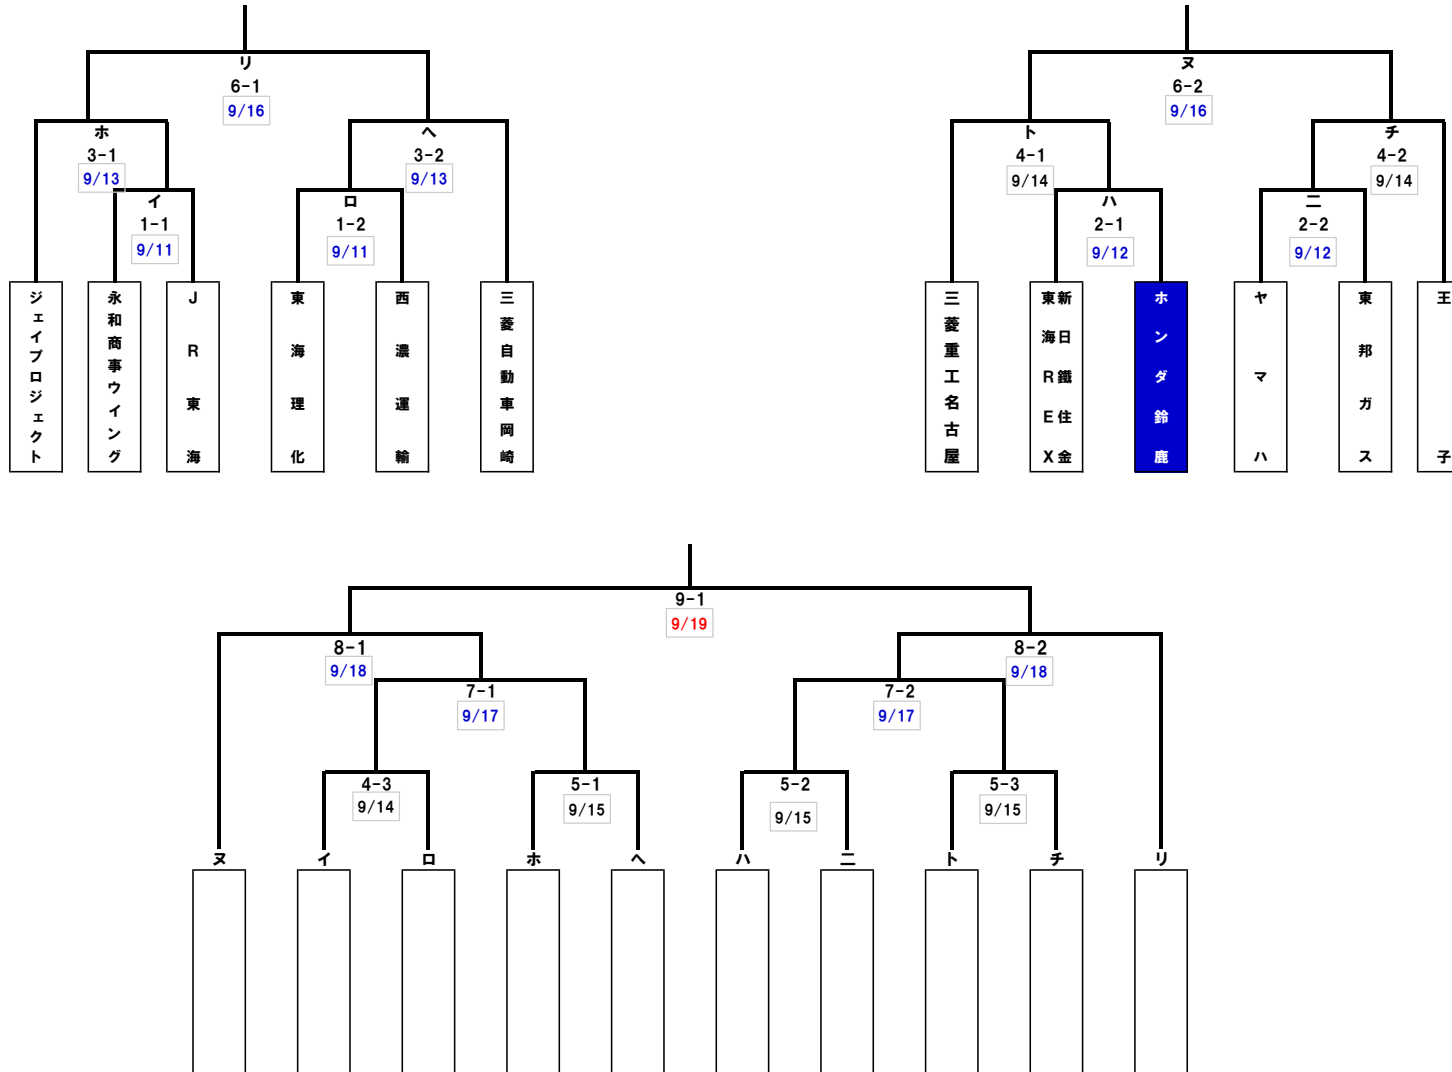 リ
6-1
9/16
ヌ
6-2
9/16
ホ
3-1
9/13
ヘ
3-2
9/13
ト
4-1
9/14
チ
4-2
9/14
イ
1-1
9/11
ロ
1-2
9/11
ハ
2-1
9/12
ニ
2-2
9/12
ジェイプロジェクト
永和商事ウイング
JR東海
東海理化
西濃運輸
三菱自動車岡崎
三菱重工名古屋
新日鐵住金
東海REX
ホンダ鈴鹿
ヤマハ
東邦ガス
王子
9-1
9/19
8-1
9/18
8-2
9/18
7-1
9/17
7-2
9/17
4-3
9/14
5-1
9/15
5-2
9/15
5-3
9/15
ヌ
イ
ロ
ホ
ヘ
ハ
ニ
ト
チ
リ